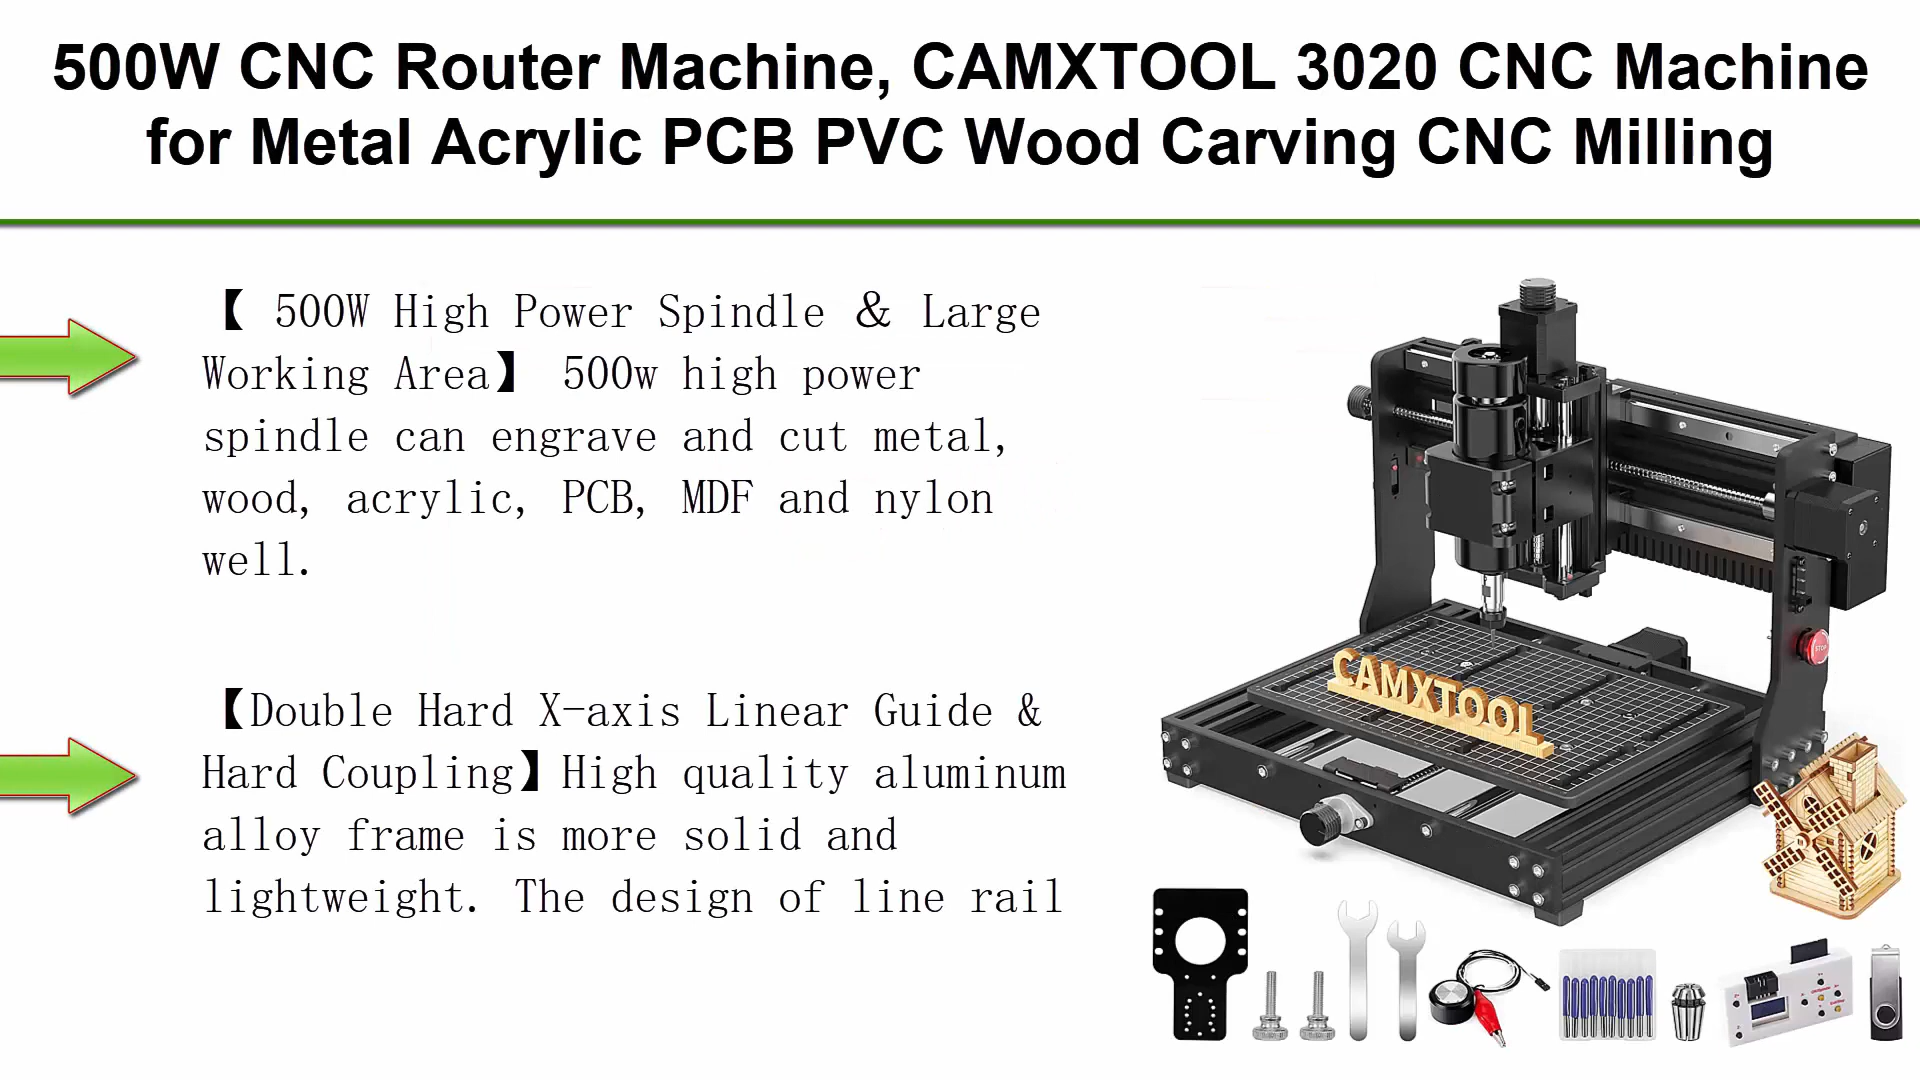 500W CNC Router Machine, CAMXTOOL 3020 CNC Machine
for Metal Acrylic PCB PVC Wood Carving CNC Milling
【 500W High Power Spindle ＆ Large
Working Area】 500w high power
spindle can engrave and cut metal,
wood, acrylic, PCB, MDF and nylon
well.
【Double Hard X-axis Linear Guide &
Hard Coupling】High quality aluminum
alloy frame is more solid and
lightweight. The design of line rail
STOP
CAMXTOOL